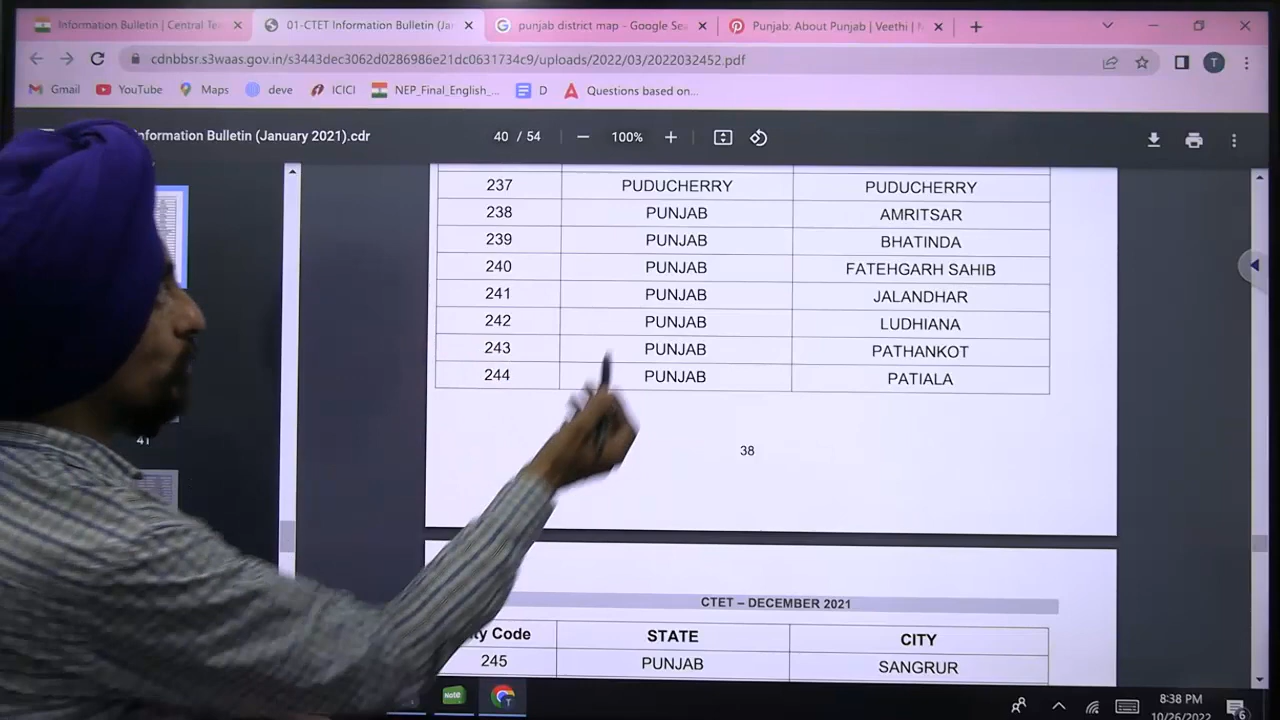 Information Bulletin | Central Te
01-CTET Information Bulletin (Jar
punjab district map - Google Sea
Punjab: About Punjab | Veethi |
cdnbbsr.s3waas.gov.in/s3443dec3062d0286986e21dc0631734c9/uploads/2022/03/2022032452.pdf
T
Gmail
YouTube
Maps
deve
ICICI
NEP_Final_English_...
D
Questions based on...
nformation Bulletin (January 2021).cdr
40 / 54
100%
237 PUDUCHERRY PUDUCHERRY
238 PUNJAB AMRITSAR
239 PUNJAB BHATINDA
240 PUNJAB FATEHGARH SAHIB
241 PUNJAB JALANDHAR
242 PUNJAB LUDHIANA
243 PUNJAB PATHANKOT
244 PUNJAB PATIALA
41
38
CTET – DECEMBER 2021
ty Code STATE CITY
245 PUNJAB SANGRUR
Note
8:38 PM
10/26/2022
6